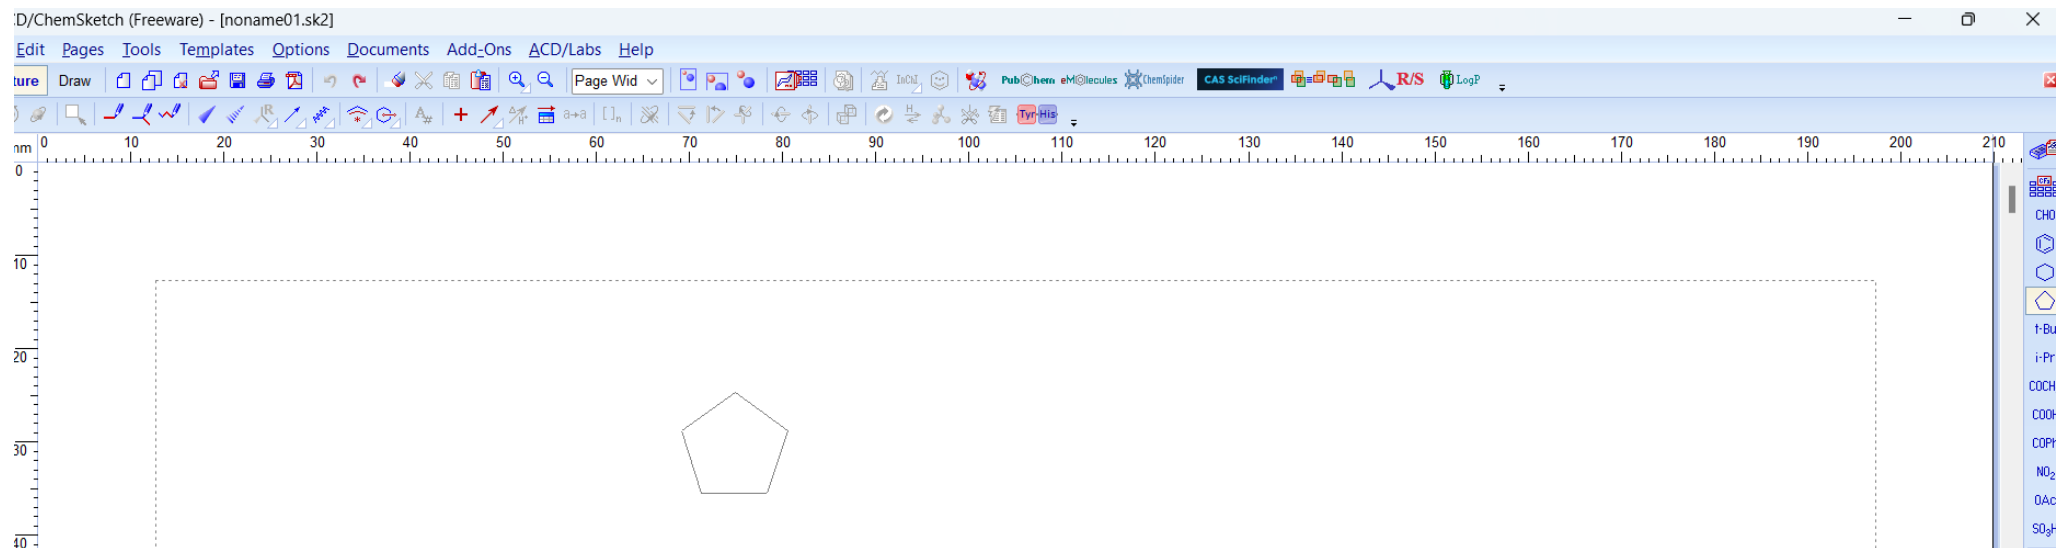 :D/ChemSketch (Freeware) - [noname01.sk2]
Edit Pages Tools Templates Options Documents Add-Ons ACD/Labs Help
ture Draw Page Wid InChI PubChem eMolecules ChemSpider CAS SciFinder R/S LogP
R A# H+ a→a [ ]n H Tyr His
mm 0 10 20 30 40 50 60 70 80 90 100 110 120 130 140 150 160 170 180 190 200 210
0
CF3
CHO
10
20
t-Bu
i-Pr
COCH
COOH
30
COPh
NO2
OAc
SO3H
40